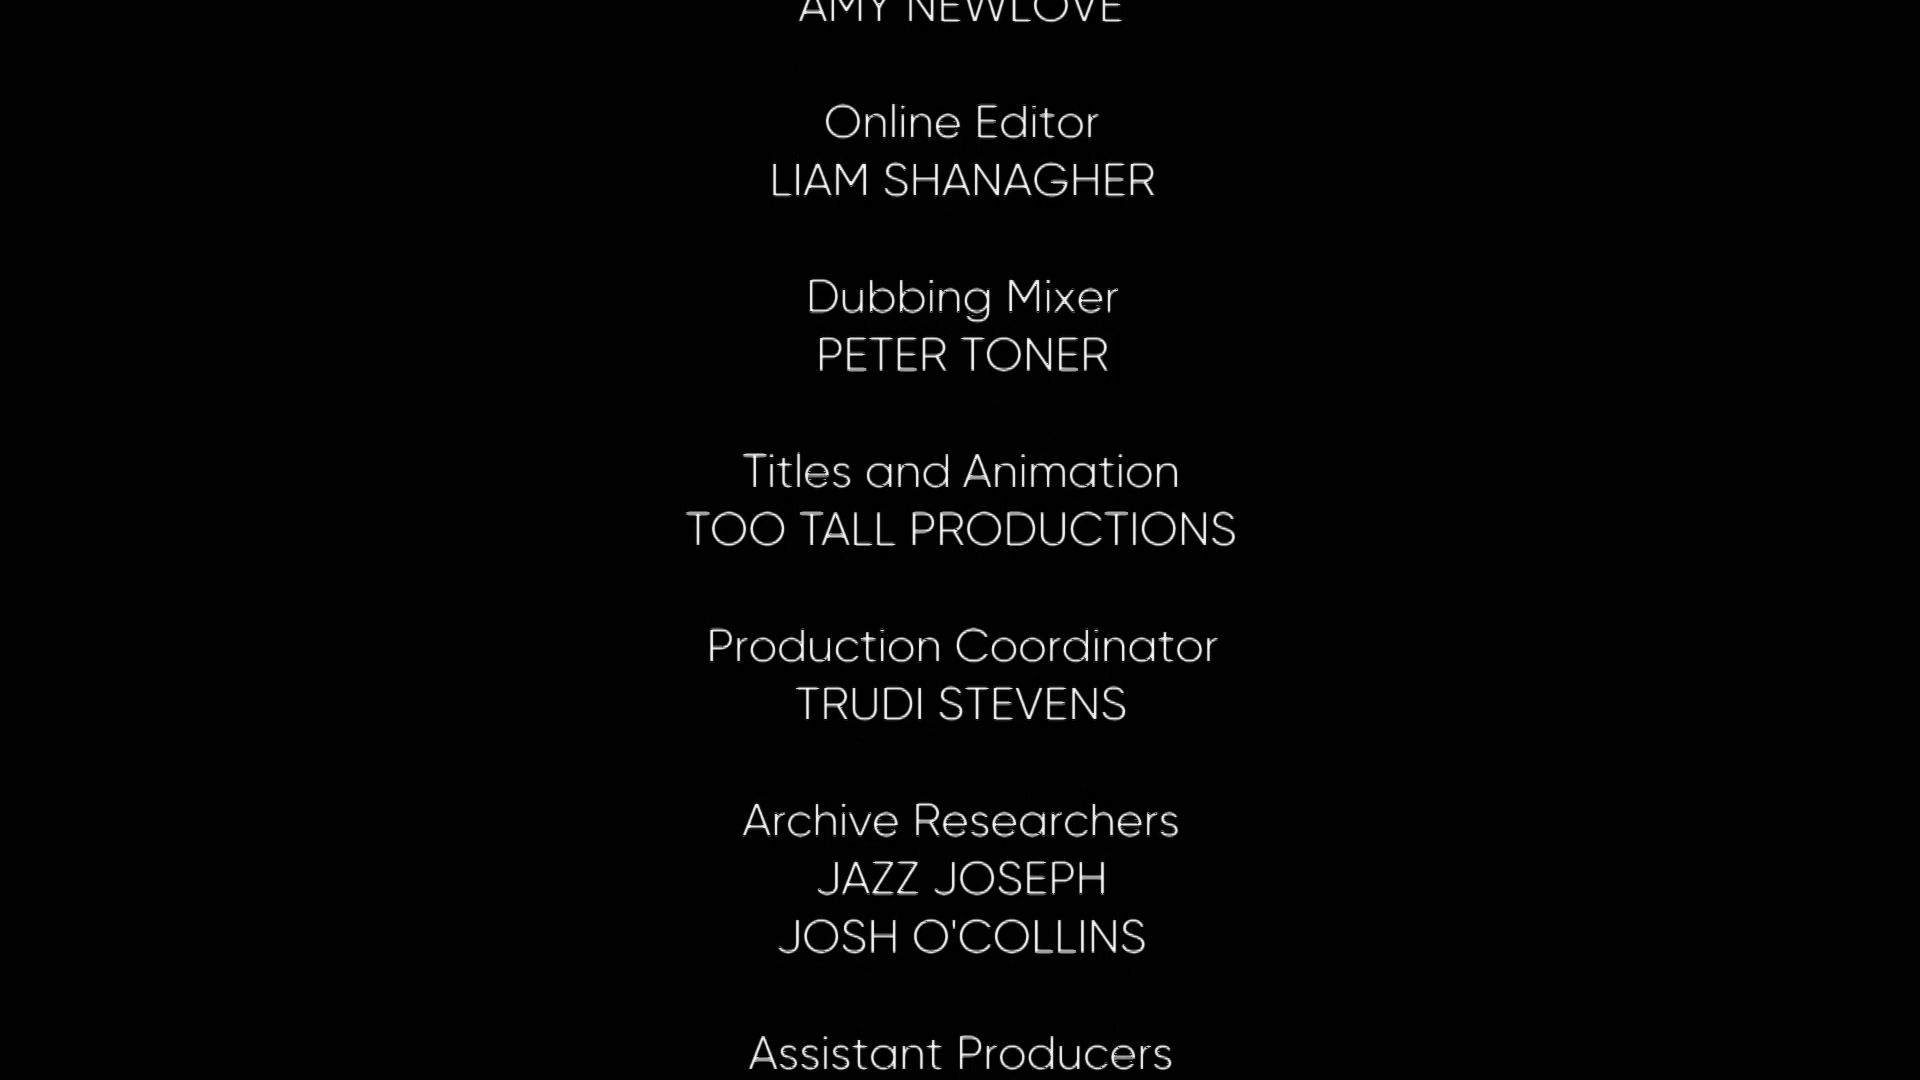 AMY NEWLOVE
Online Editor
LIAM SHANAGHER
Dubbing Mixer
PETER TONER
Titles and Animation
TOO TALL PRODUCTIONS
Production Coordinator
TRUDI STEVENS
Archive Researchers
JAZZ JOSEPH
JOSH O'COLLINS
Assistant Producers